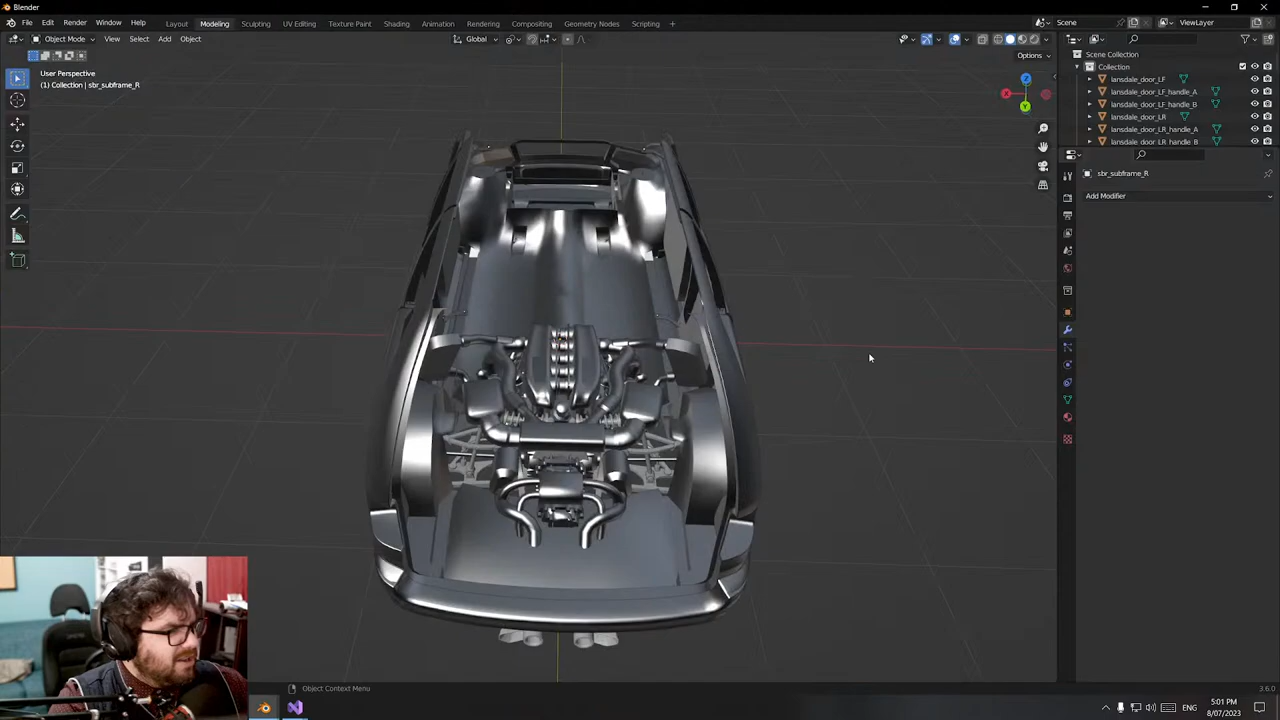 Blender
File Edit Render Window Help
Layout Modeling Sculpting UV Editing Texture Paint Shading Animation Rendering Compositing Geometry Nodes Scripting +
Scene
ViewLayer
Object Mode View Select Add Object
Global
Options
User Perspective
(1) Collection | sbr_subframe_R
X
Y
Z
Scene Collection
Collection
lansdale_door_LF
lansdale_door_LF_handle_A
lansdale_door_LF_handle_B
lansdale_door_LR
lansdale_door_LR_handle_A
lansdale_door_LR_handle_B
sbr_subframe_R
Add Modifier
Object Context Menu
3.6.0
ENG
5:01 PM
8/07/2023